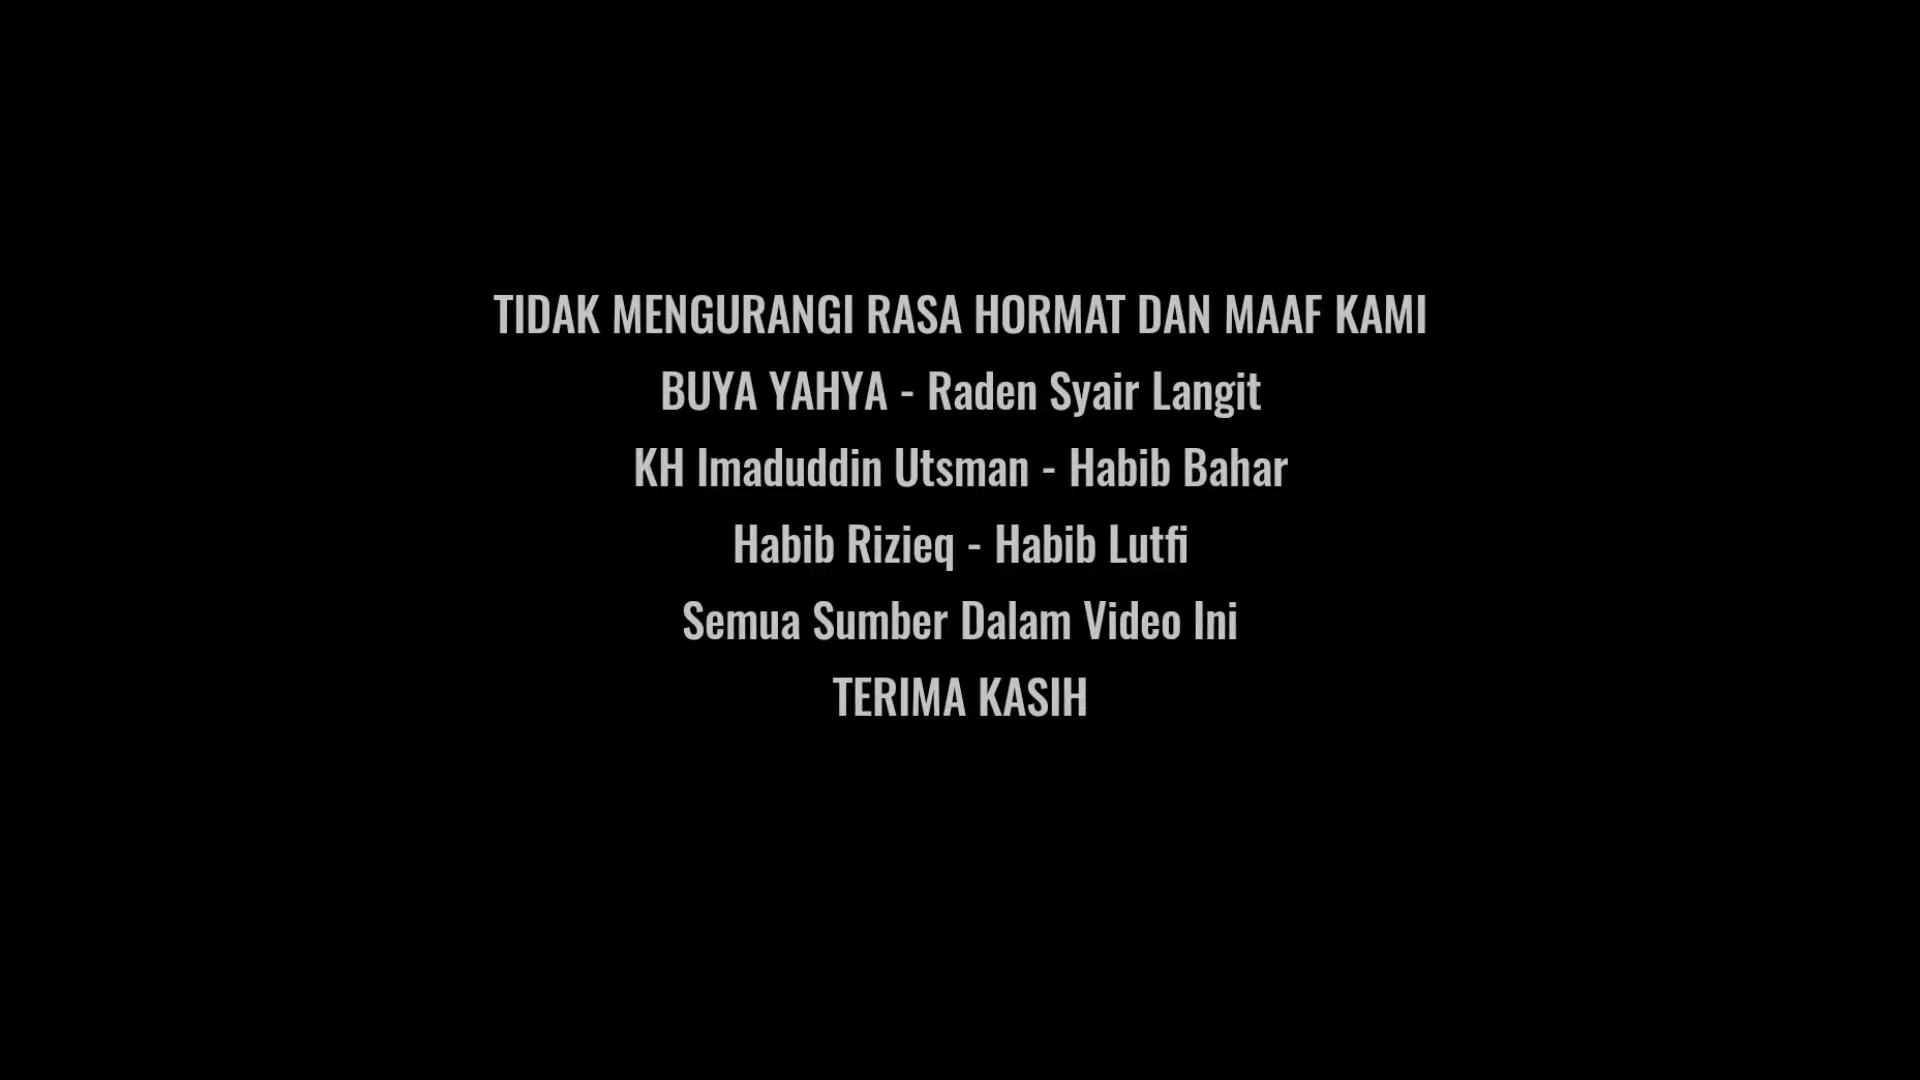 TIDAK MENGURANGI RASA HORMAT DAN MAAF KAMI
BUYA YAHYA - Raden Syair Langit
KH Imaduddin Utsman - Habib Bahar
Habib Rizieq - Habib Lutfi
Semua Sumber Dalam Video Ini
TERIMA KASIH